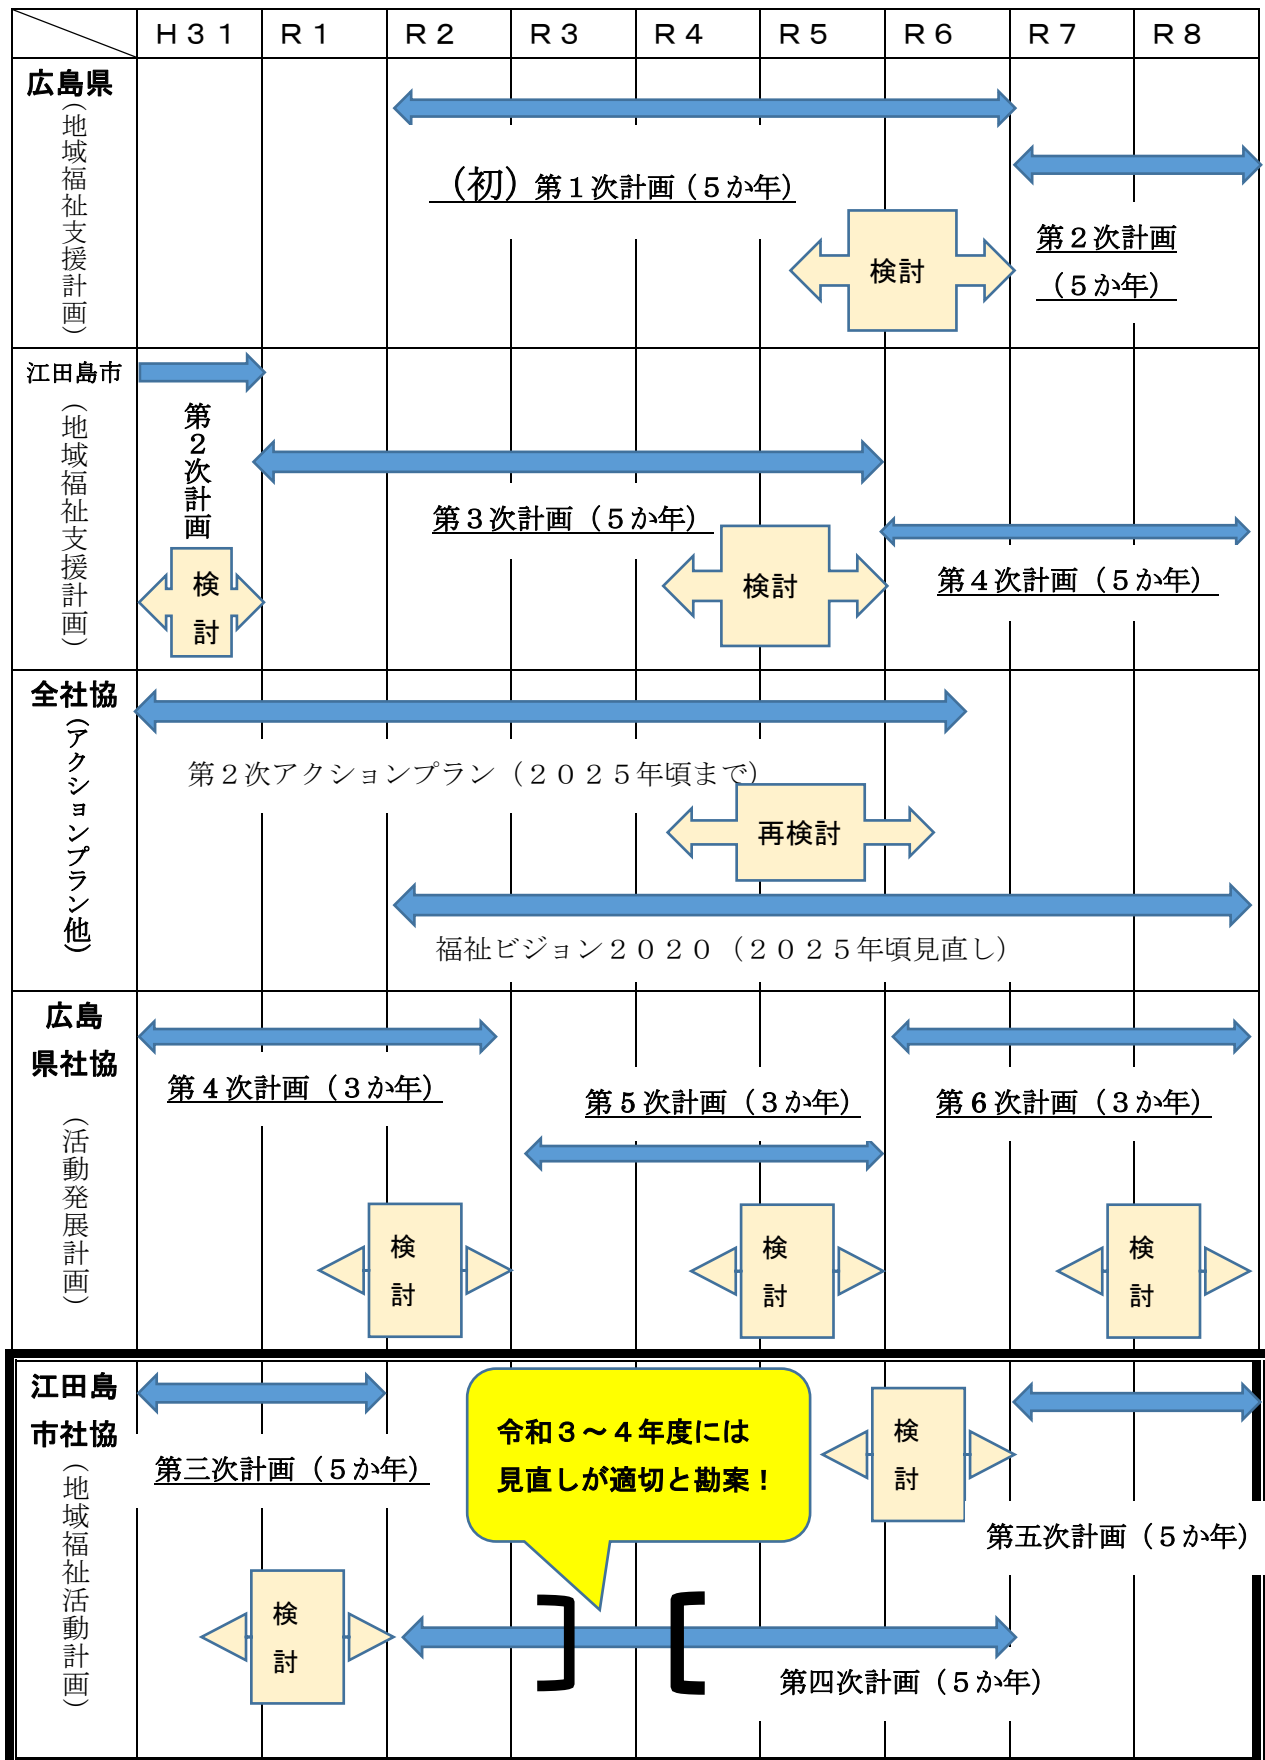 Ｈ３１ Ｒ１ Ｒ２ Ｒ３ Ｒ４ Ｒ５ Ｒ６ Ｒ７ Ｒ８
広島県
（地域福祉支援計画）
（初）第１次計画（５か年）
検討
第２次計画
（５か年）
江田島市
（地域福祉支援計画）
第２次計画
検
討
第３次計画（５か年）
検討
第４次計画（５か年）
全社協
（アクションプラン他）
第２次アクションプラン（２０２５年頃まで）
再検討
福祉ビジョン２０２０（２０２５年頃見直し）
広島
県社協
（活動発展計画）
第４次計画（３か年）
第５次計画（３か年）
第６次計画（３か年）
検
討
検
討
検
討
江田島
市社協
（地域福祉活動計画）
第三次計画（５か年）
令和３～４年度には
見直しが適切と勘案！
検
討
第五次計画（５か年）
検
討
第四次計画（５か年）